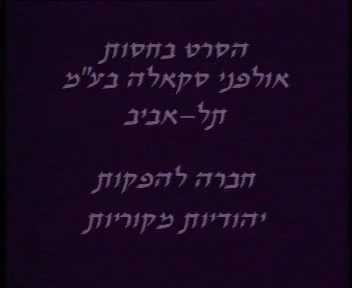 הסרט בחסות
אולפני סקאלה בע"מ
תל-אביב
חברה להפקות
יהודיות מקוריות